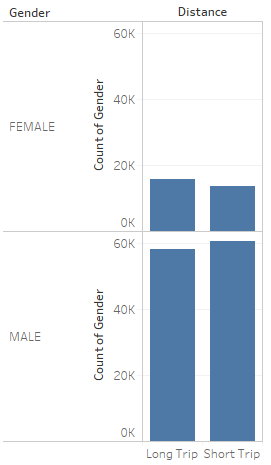 Gender
Distance
FEMALE
Count of Gender
60K
40K
20K
0K
MALE
Count of Gender
60K
40K
20K
0K
Long Trip Short Trip